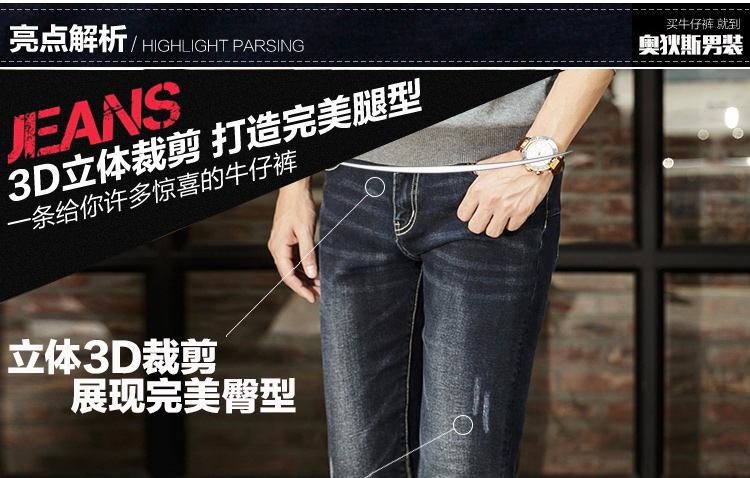 亮点解析/ HIGHLIGHT PARSING
买牛仔裤 就到
奥狄斯男装
JEANS
3D立体裁剪 打造完美腿型
一条给你许多惊喜的牛仔裤
立体3D裁剪
展现完美臀型